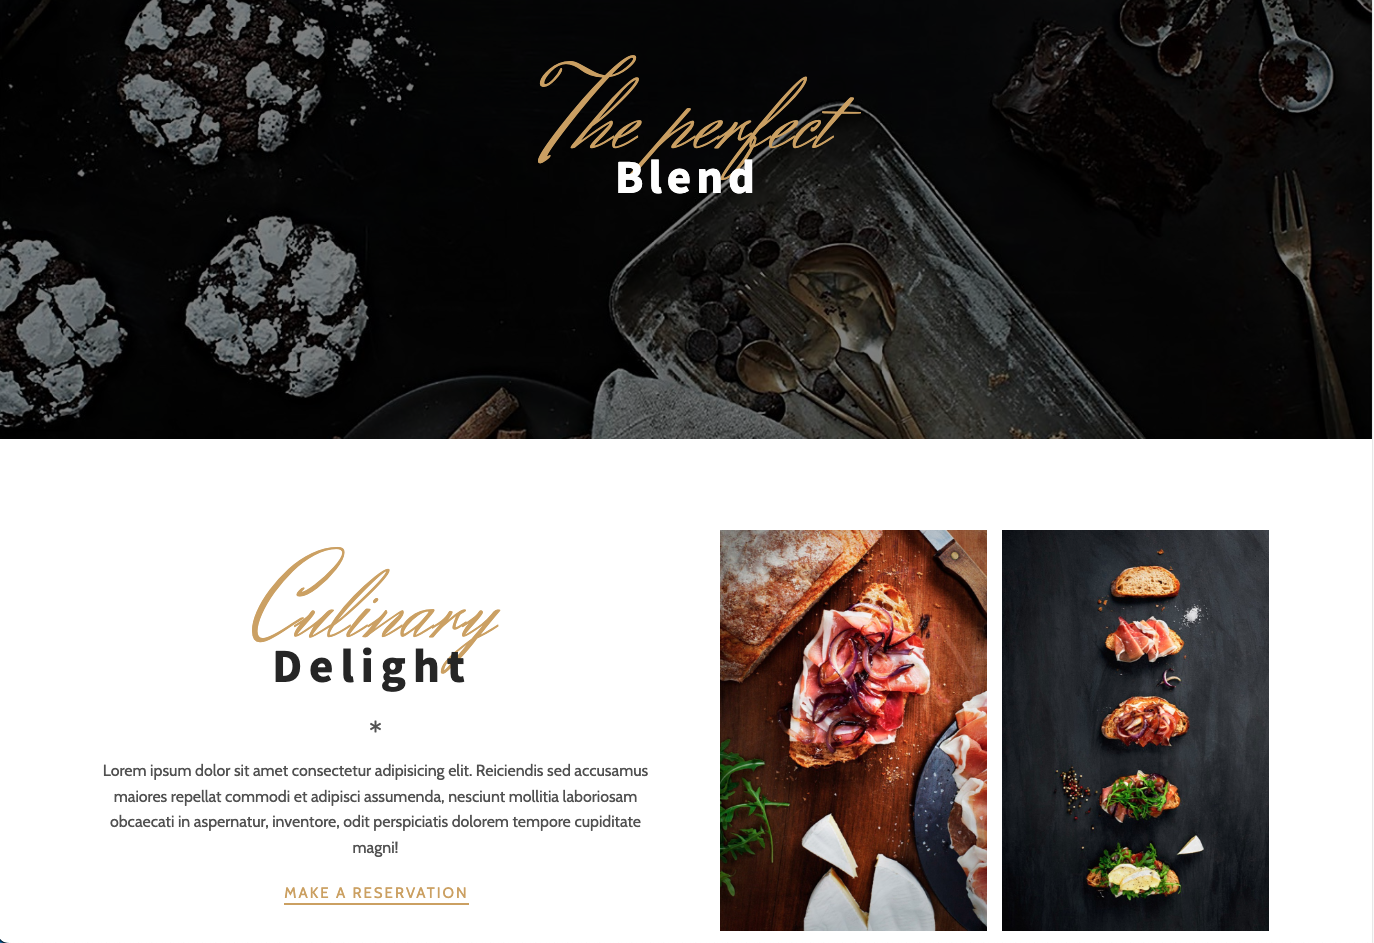 The perfect
Blend
Culinary
Delight
*
Lorem ipsum dolor sit amet consectetur adipisicing elit. Reiciendis sed accusamus
maiores repellat commodi et adipisci assumenda, nesciunt mollitia laboriosam
obcaecati in aspernatur, inventore, odit perspiciatis dolorem tempore cupiditate
magni!
MAKE A RESERVATION